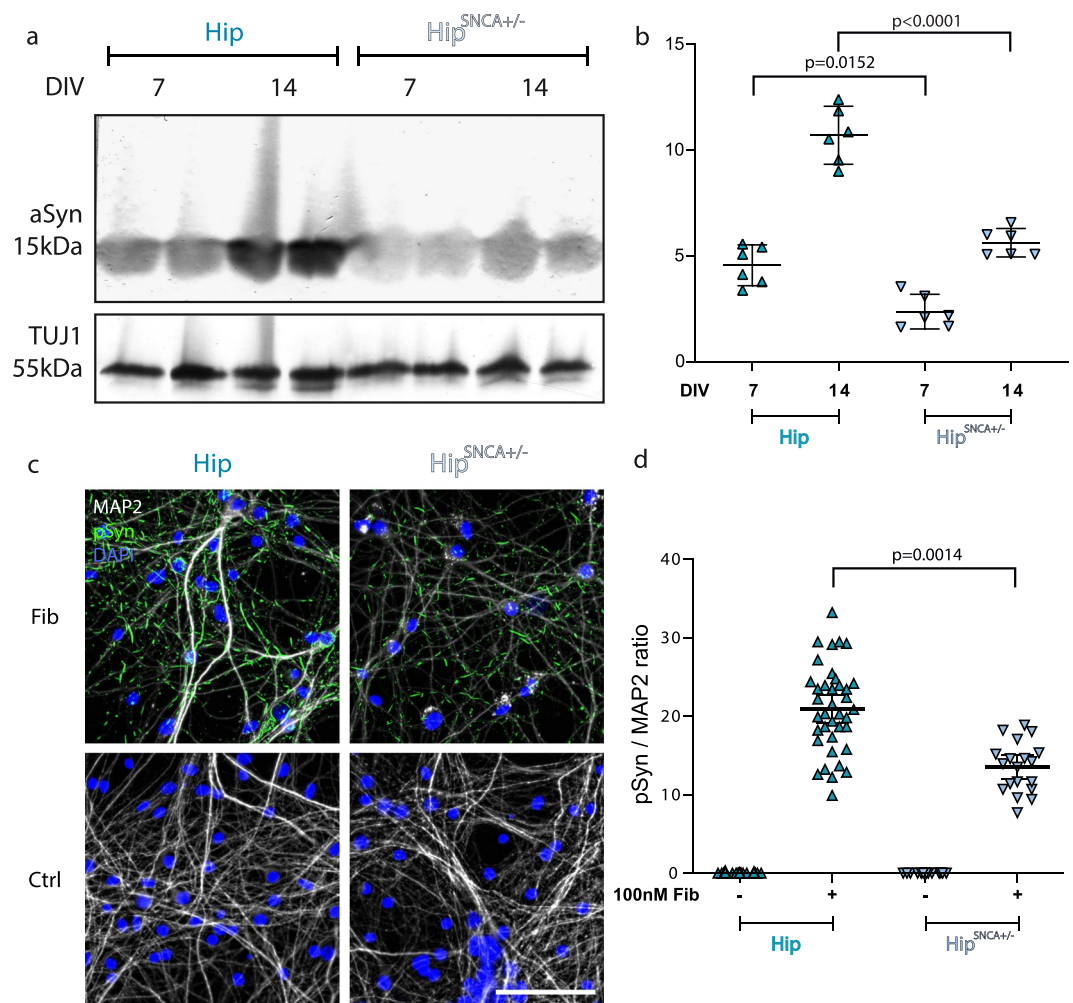 a
Hip
Hip SNCA+/-
DIV
7
14
7
14
aSyn
15kDa
TUJ1
55kDa
b
p<0.0001
p=0.0152
15
10
5
0
DIV
7
14
7
14
Hip
Hip SNCA+/-
c
Hip
Hip SNCA+/-
MAP2
pSyn
DAPI
Fib
Ctrl
d
p=0.0014
pSyn / MAP2 ratio
40
30
20
10
0
100nM Fib
-
+
-
+
Hip
Hip SNCA+/-